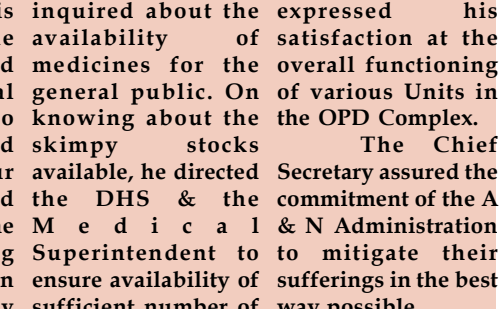 is
e
d
al
o
d
ur
d
e
g
n
y
inquired about the
availability of
medicines for the
general public. On
knowing about the
skimpy stocks
available, he directed
the DHS & the
M e d i c a l
Superintendent to
ensure availability of
sufficient number of
expressed his
satisfaction at the
overall functioning
of various Units in
the OPD Complex.
The Chief
Secretary assured the
commitment of the A
& N Administration
to mitigate their
sufferings in the best
way possible.